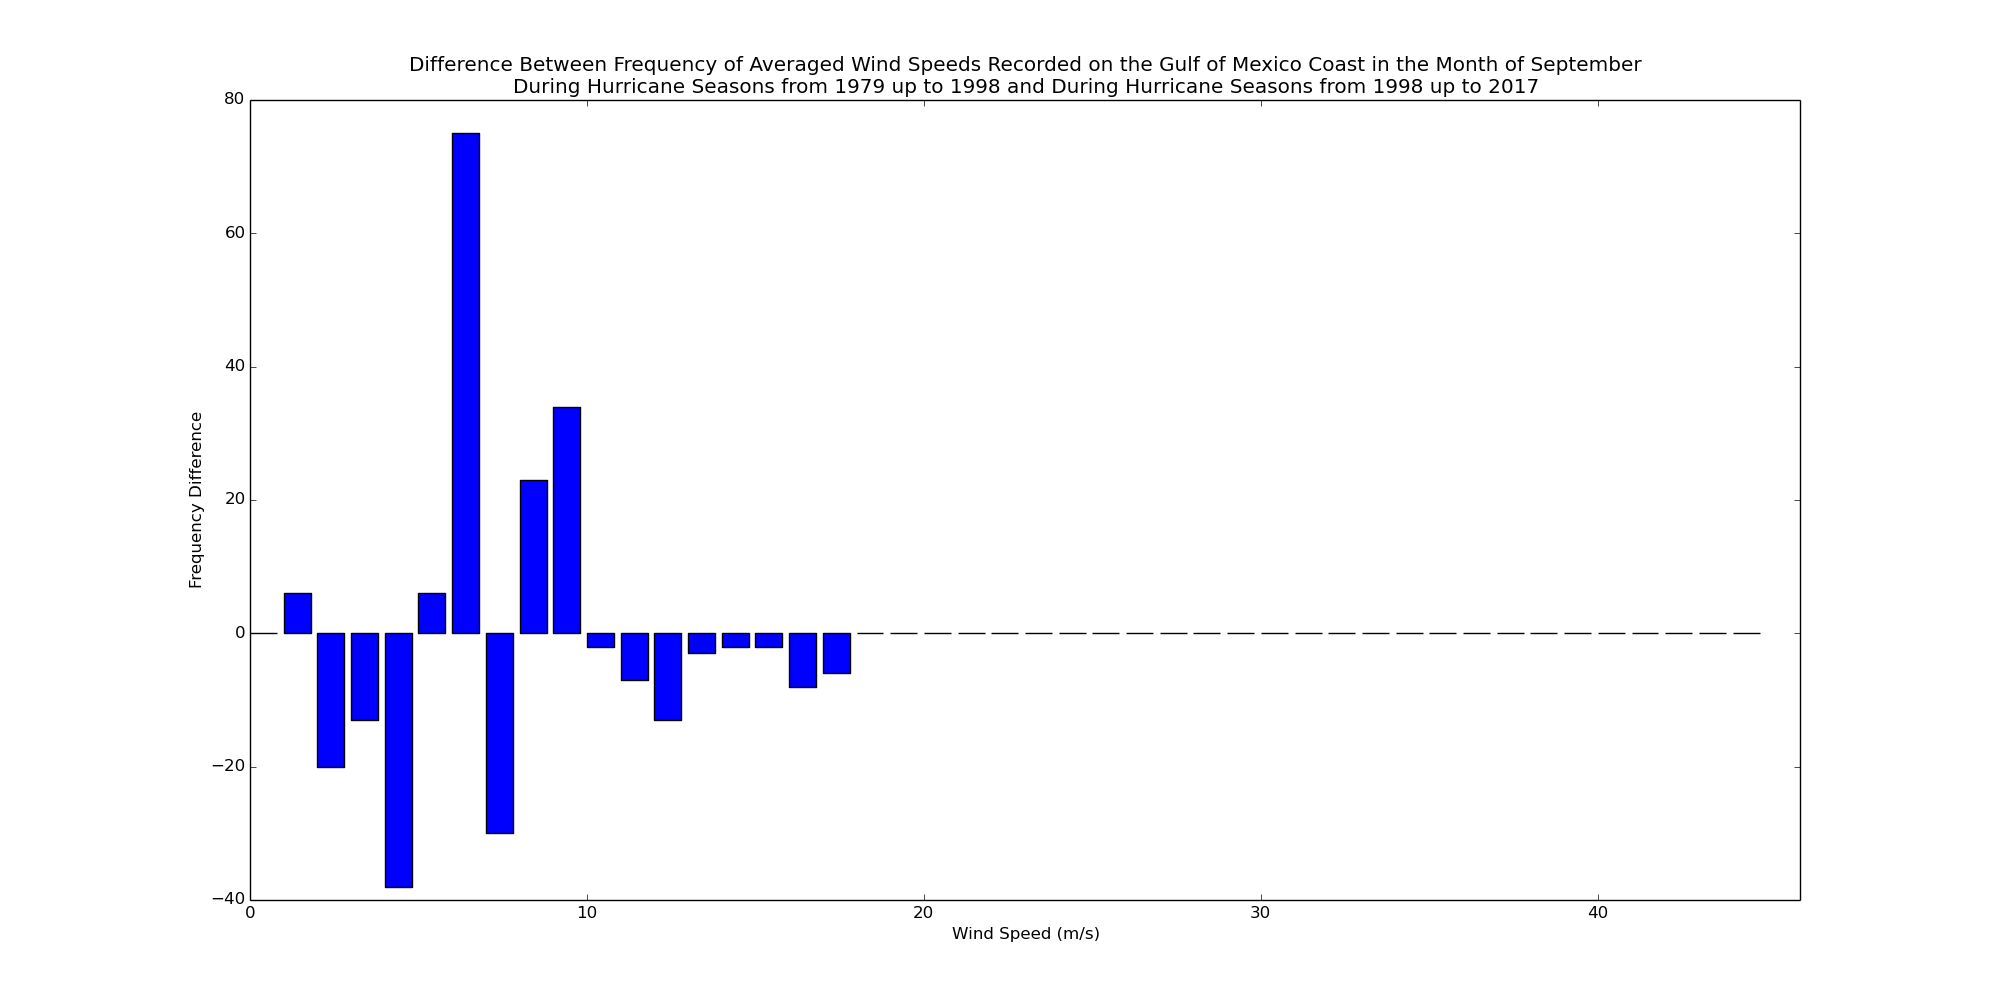 Difference Between Frequency of Averaged Wind Speeds Recorded on the Gulf of Mexico Coast in the Month of September
During Hurricane Seasons from 1979 up to 1998 and During Hurricane Seasons from 1998 up to 2017
80
60
40
20
0
−20
−40
Frequency Difference
0 10 20 30 40
Wind Speed (m/s)